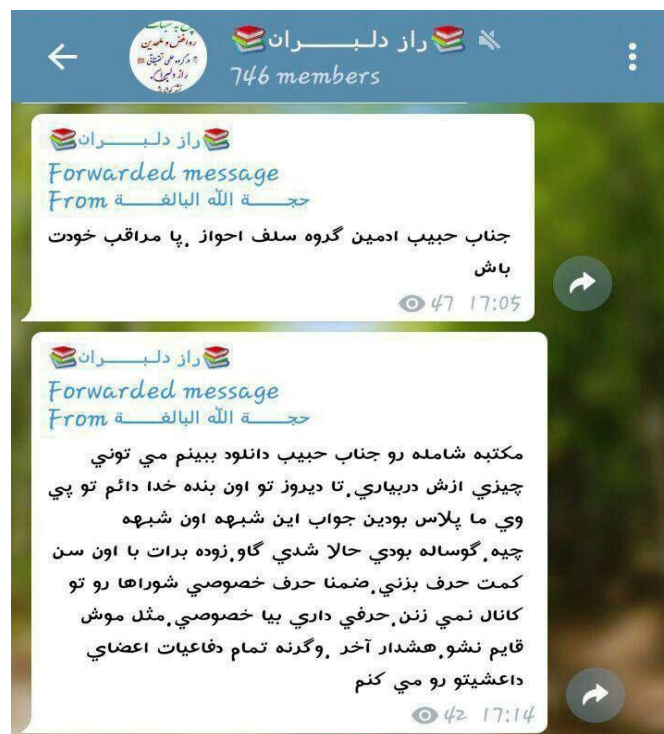 📚راز دلبـــــران📚
746 members
📚راز دلبـــــران📚
Forwarded message
From حجـــــة الله البالغـــــة
جناب حبيب ادمين گروه سلف احواز .پا مراقب خودت
باش
47 17:05
📚راز دلبـــــران📚
Forwarded message
From حجـــــة الله البالغـــــة
مكتبه شامله رو جناب حبيب دانلود ببينم مي توني
چيزي ازش دربياري.تا ديروز تو اون بنده خدا دائم تو پي
وي ما پلاس بودين جواب اين شبهه اون شبهه
چيه.گوساله بودي حالا شدي گاو.زوده برات با اون سن
كمت حرف بزني.ضمنا حرف خصوصي شوراها رو تو
كانال نمي زنن.حرفي داري بيا خصوصي.مثل موش
قايم نشو.هشدار آخر .وگرنه تمام دفاعيات اعضاي
داعشيتو رو مي كنم
42 17:14